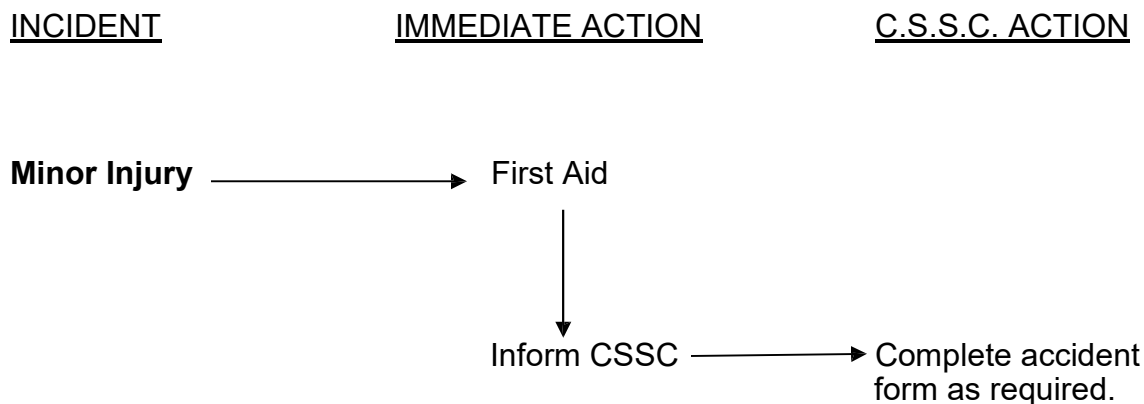 INCIDENT IMMEDIATE ACTION C.S.S.C. ACTION
Minor Injury First Aid
Inform CSSC Complete accident
form as required.